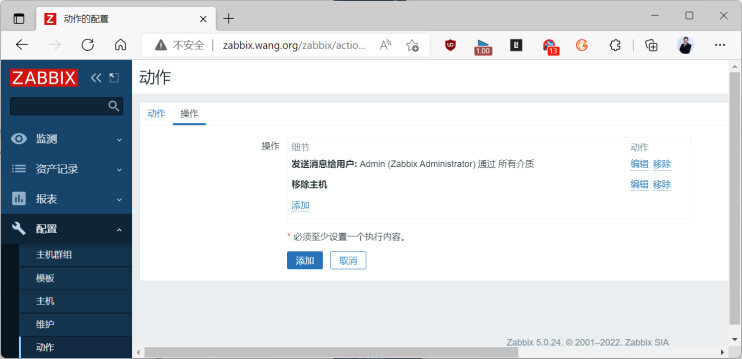 动作的配置
不安全 zabbix.wang.org/zabbix/actio...
1.00
13
ZABBIX
动作
监测
资产记录
报表
配置
主机群组
模板
主机
维护
动作
动作 操作
操作 细节 动作
发送消息给用户: Admin (Zabbix Administrator) 通过 所有介质 编辑 移除
移除主机 编辑 移除
添加
* 必须至少设置一个执行内容。
添加 取消
Zabbix 5.0.24. © 2001–2022, Zabbix SIA